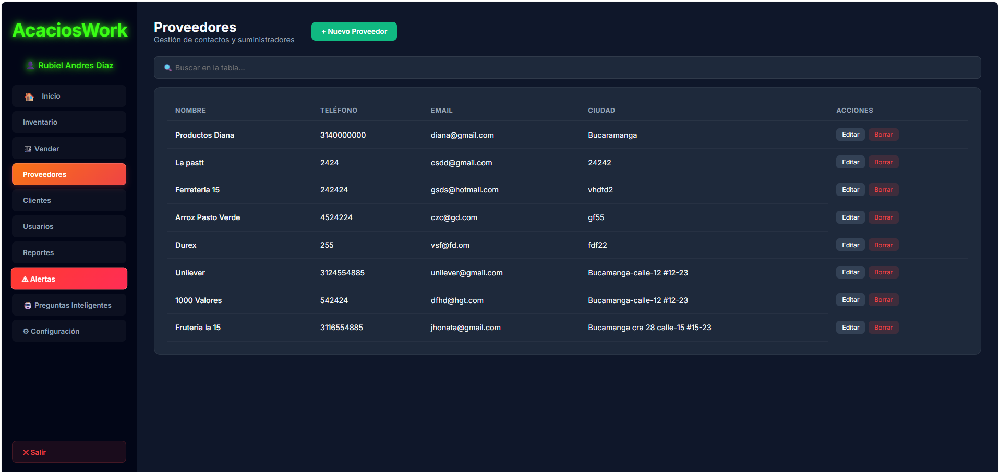 AcaciosWork
Rubiel Andres Diaz
Inicio
Inventario
Vender
Proveedores
Clientes
Usuarios
Reportes
Alertas
Preguntas Inteligentes
Configuración
Salir
Proveedores
Gestión de contactos y suministradores
+ Nuevo Proveedor
Buscar en la tabla...
NOMBRE TELÉFONO EMAIL CIUDAD ACCIONES
Productos Diana 3140000000 diana@gmail.com Bucaramanga Editar Borrar
La pastt 2424 csdd@gmail.com 24242 Editar Borrar
Ferreteria 15 242424 gsds@hotmail.com vhdtd2 Editar Borrar
Arroz Pasto Verde 4524224 czc@gd.com gf55 Editar Borrar
Durex 255 vsf@fd.om fdf22 Editar Borrar
Unilever 3124554885 unilever@gmail.com Bucamanga-calle-12 #12-23 Editar Borrar
1000 Valores 542424 dfhd@hgt.com Bucamanga-calle-12 #12-23 Editar Borrar
Fruteria la 15 3116554885 jhonata@gmail.com Bucamanga cra 28 calle-15 #15-23 Editar Borrar